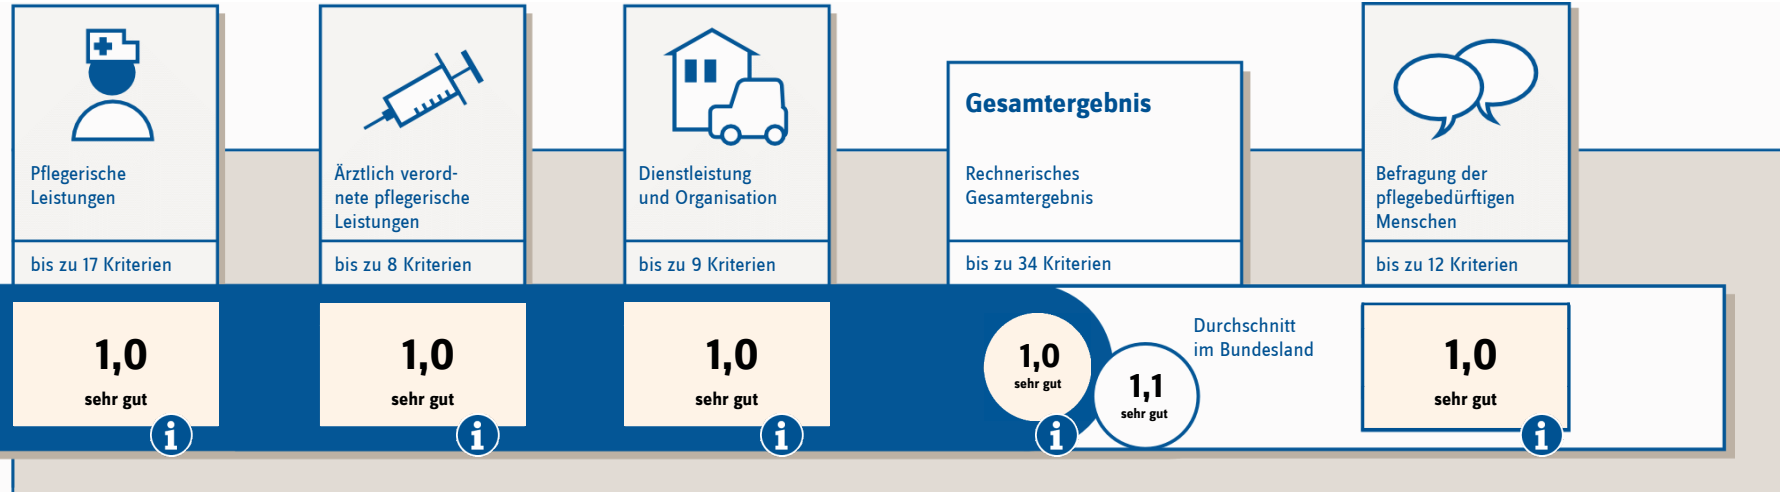 Pflegerische
Leistungen
bis zu 17 Kriterien
1,0
sehr gut
Ärztlich verord-
nete pflegerische
Leistungen
bis zu 8 Kriterien
1,0
sehr gut
Dienstleistung
und Organisation
bis zu 9 Kriterien
1,0
sehr gut
Gesamtergebnis
Rechnerisches
Gesamtergebnis
bis zu 34 Kriterien
1,0
sehr gut
1,1
sehr gut
Durchschnitt
im Bundesland
Befragung der
pflegebedürftigen
Menschen
bis zu 12 Kriterien
1,0
sehr gut